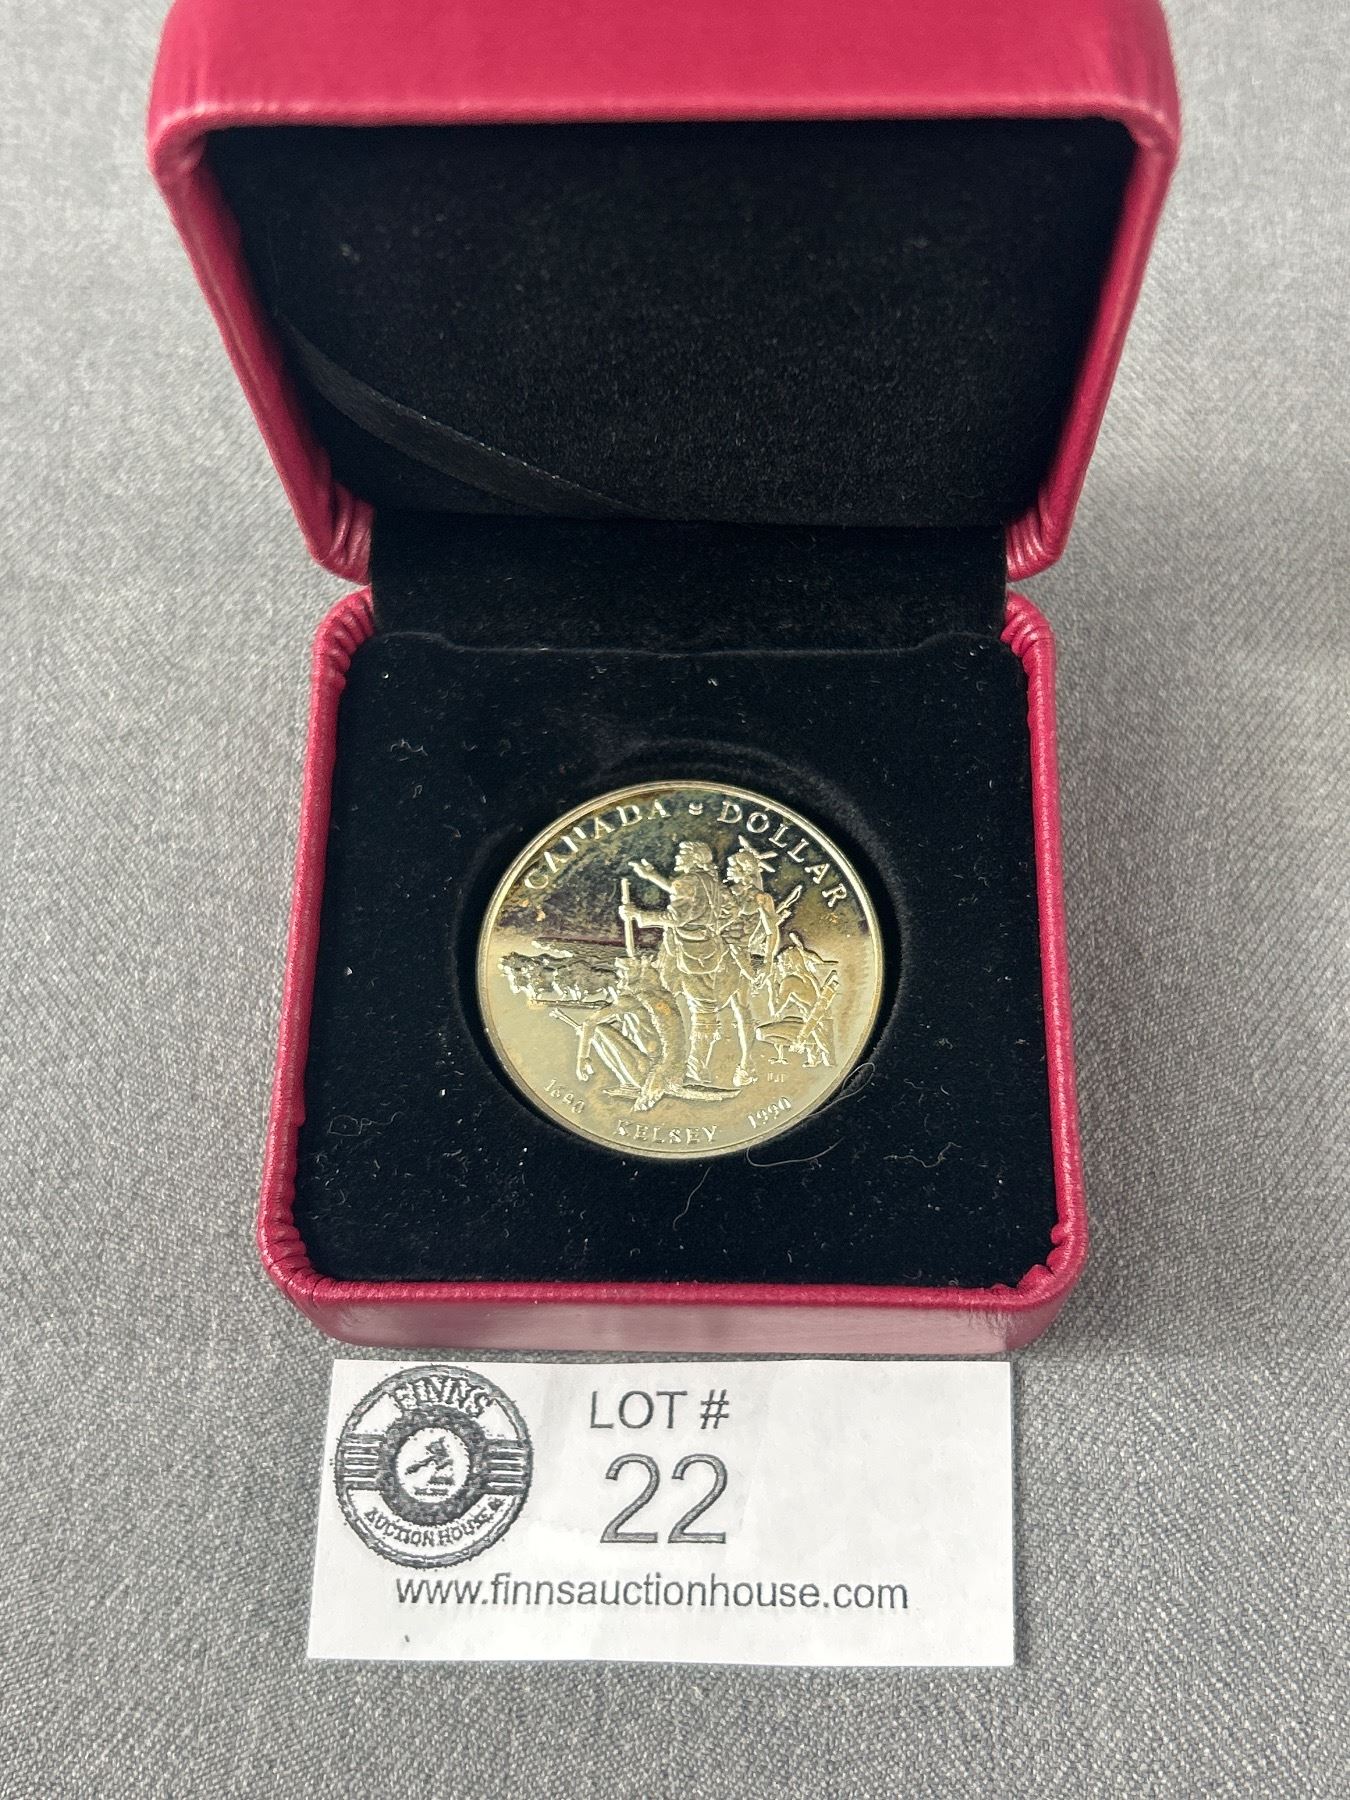 CANADA DOLLAR
1690 KELSEY 1990
FINNS
AUCTION HOUSE
LOT #
22
www.finnsauctionhouse.com